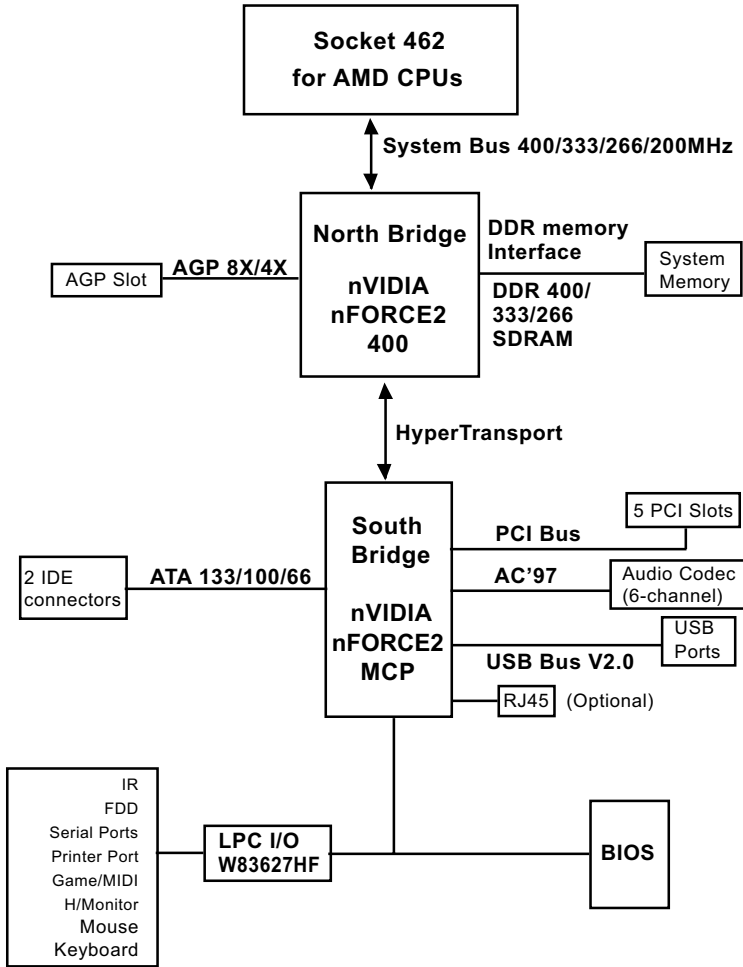 Socket 462
for AMD CPUs
System Bus 400/333/266/200MHz
North Bridge
nVIDIA
nFORCE2
400
AGP Slot
AGP 8X/4X
DDR memory
Interface
DDR 400/
333/266
SDRAM
System
Memory
HyperTransport
South
Bridge
nVIDIA
nFORCE2
MCP
2 IDE
connectors
ATA 133/100/66
PCI Bus
5 PCI Slots
AC’97
Audio Codec
(6-channel)
USB Bus V2.0
USB
Ports
RJ45 (Optional)
IR
FDD
Serial Ports
Printer Port
Game/MIDI
H/Monitor
Mouse
Keyboard
LPC I/O
W83627HF
BIOS